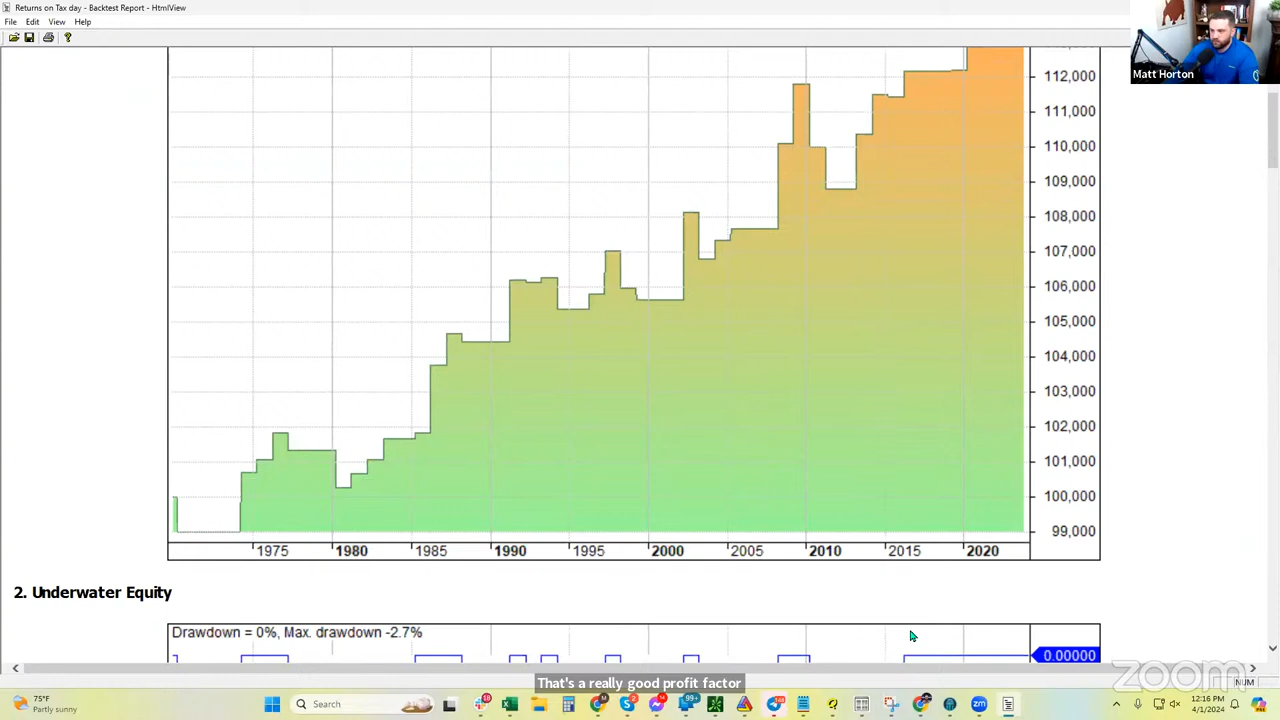 Returns on Tax day - Backtest Report - HtmlView
File Edit View Help
Matt Horton
112,000
111,000
110,000
109,000
108,000
107,000
106,000
105,000
104,000
103,000
102,000
101,000
100,000
99,000
1975 1980 1985 1990 1995 2000 2005 2010 2015 2020
2. Underwater Equity
Drawdown = 0%, Max. drawdown -2.7%
0.00000
zoom
NUM
That's a really good profit factor
75°F
Partly sunny
Search
18
2
14
99+
12:16 PM
4/1/2024